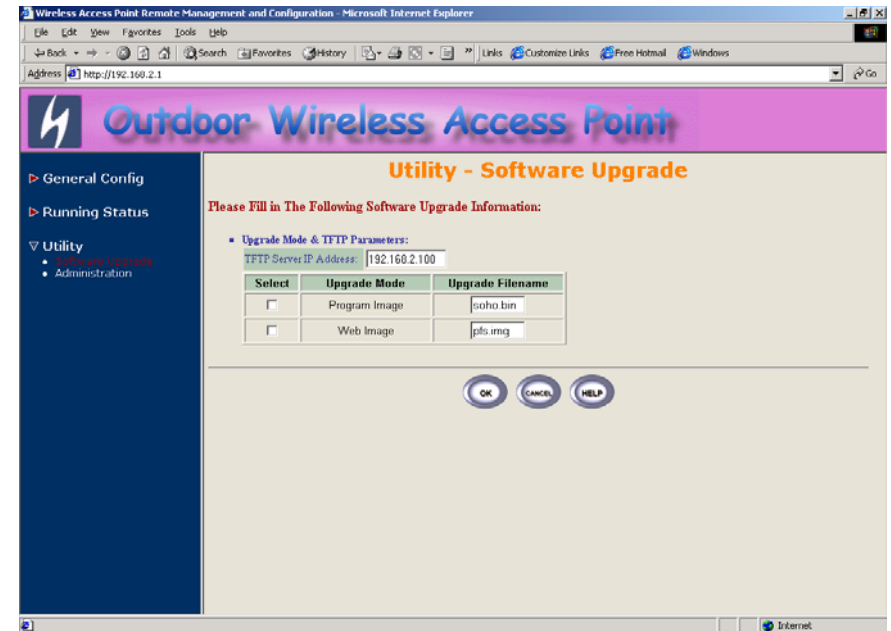 Wireless Access Point Remote Management and Configuration - Microsoft Internet Explorer
File Edit View Favorites Tools Help
Back Search Favorites History Links Customize Links Free Hotmail Windows
Address http://192.168.2.1 Go
Outdoor Wireless Access Point
General Config
Running Status
Utility
Software Upgrade
Administration
Utility - Software Upgrade
Please Fill in The Following Software Upgrade Information:
Upgrade Mode & TFTP Parameters:
TFTP Server IP Address: 192.168.2.100
Select Upgrade Mode Upgrade Filename
Program Image soho.bin
Web Image pfs.img
OK CANCEL HELP
Internet